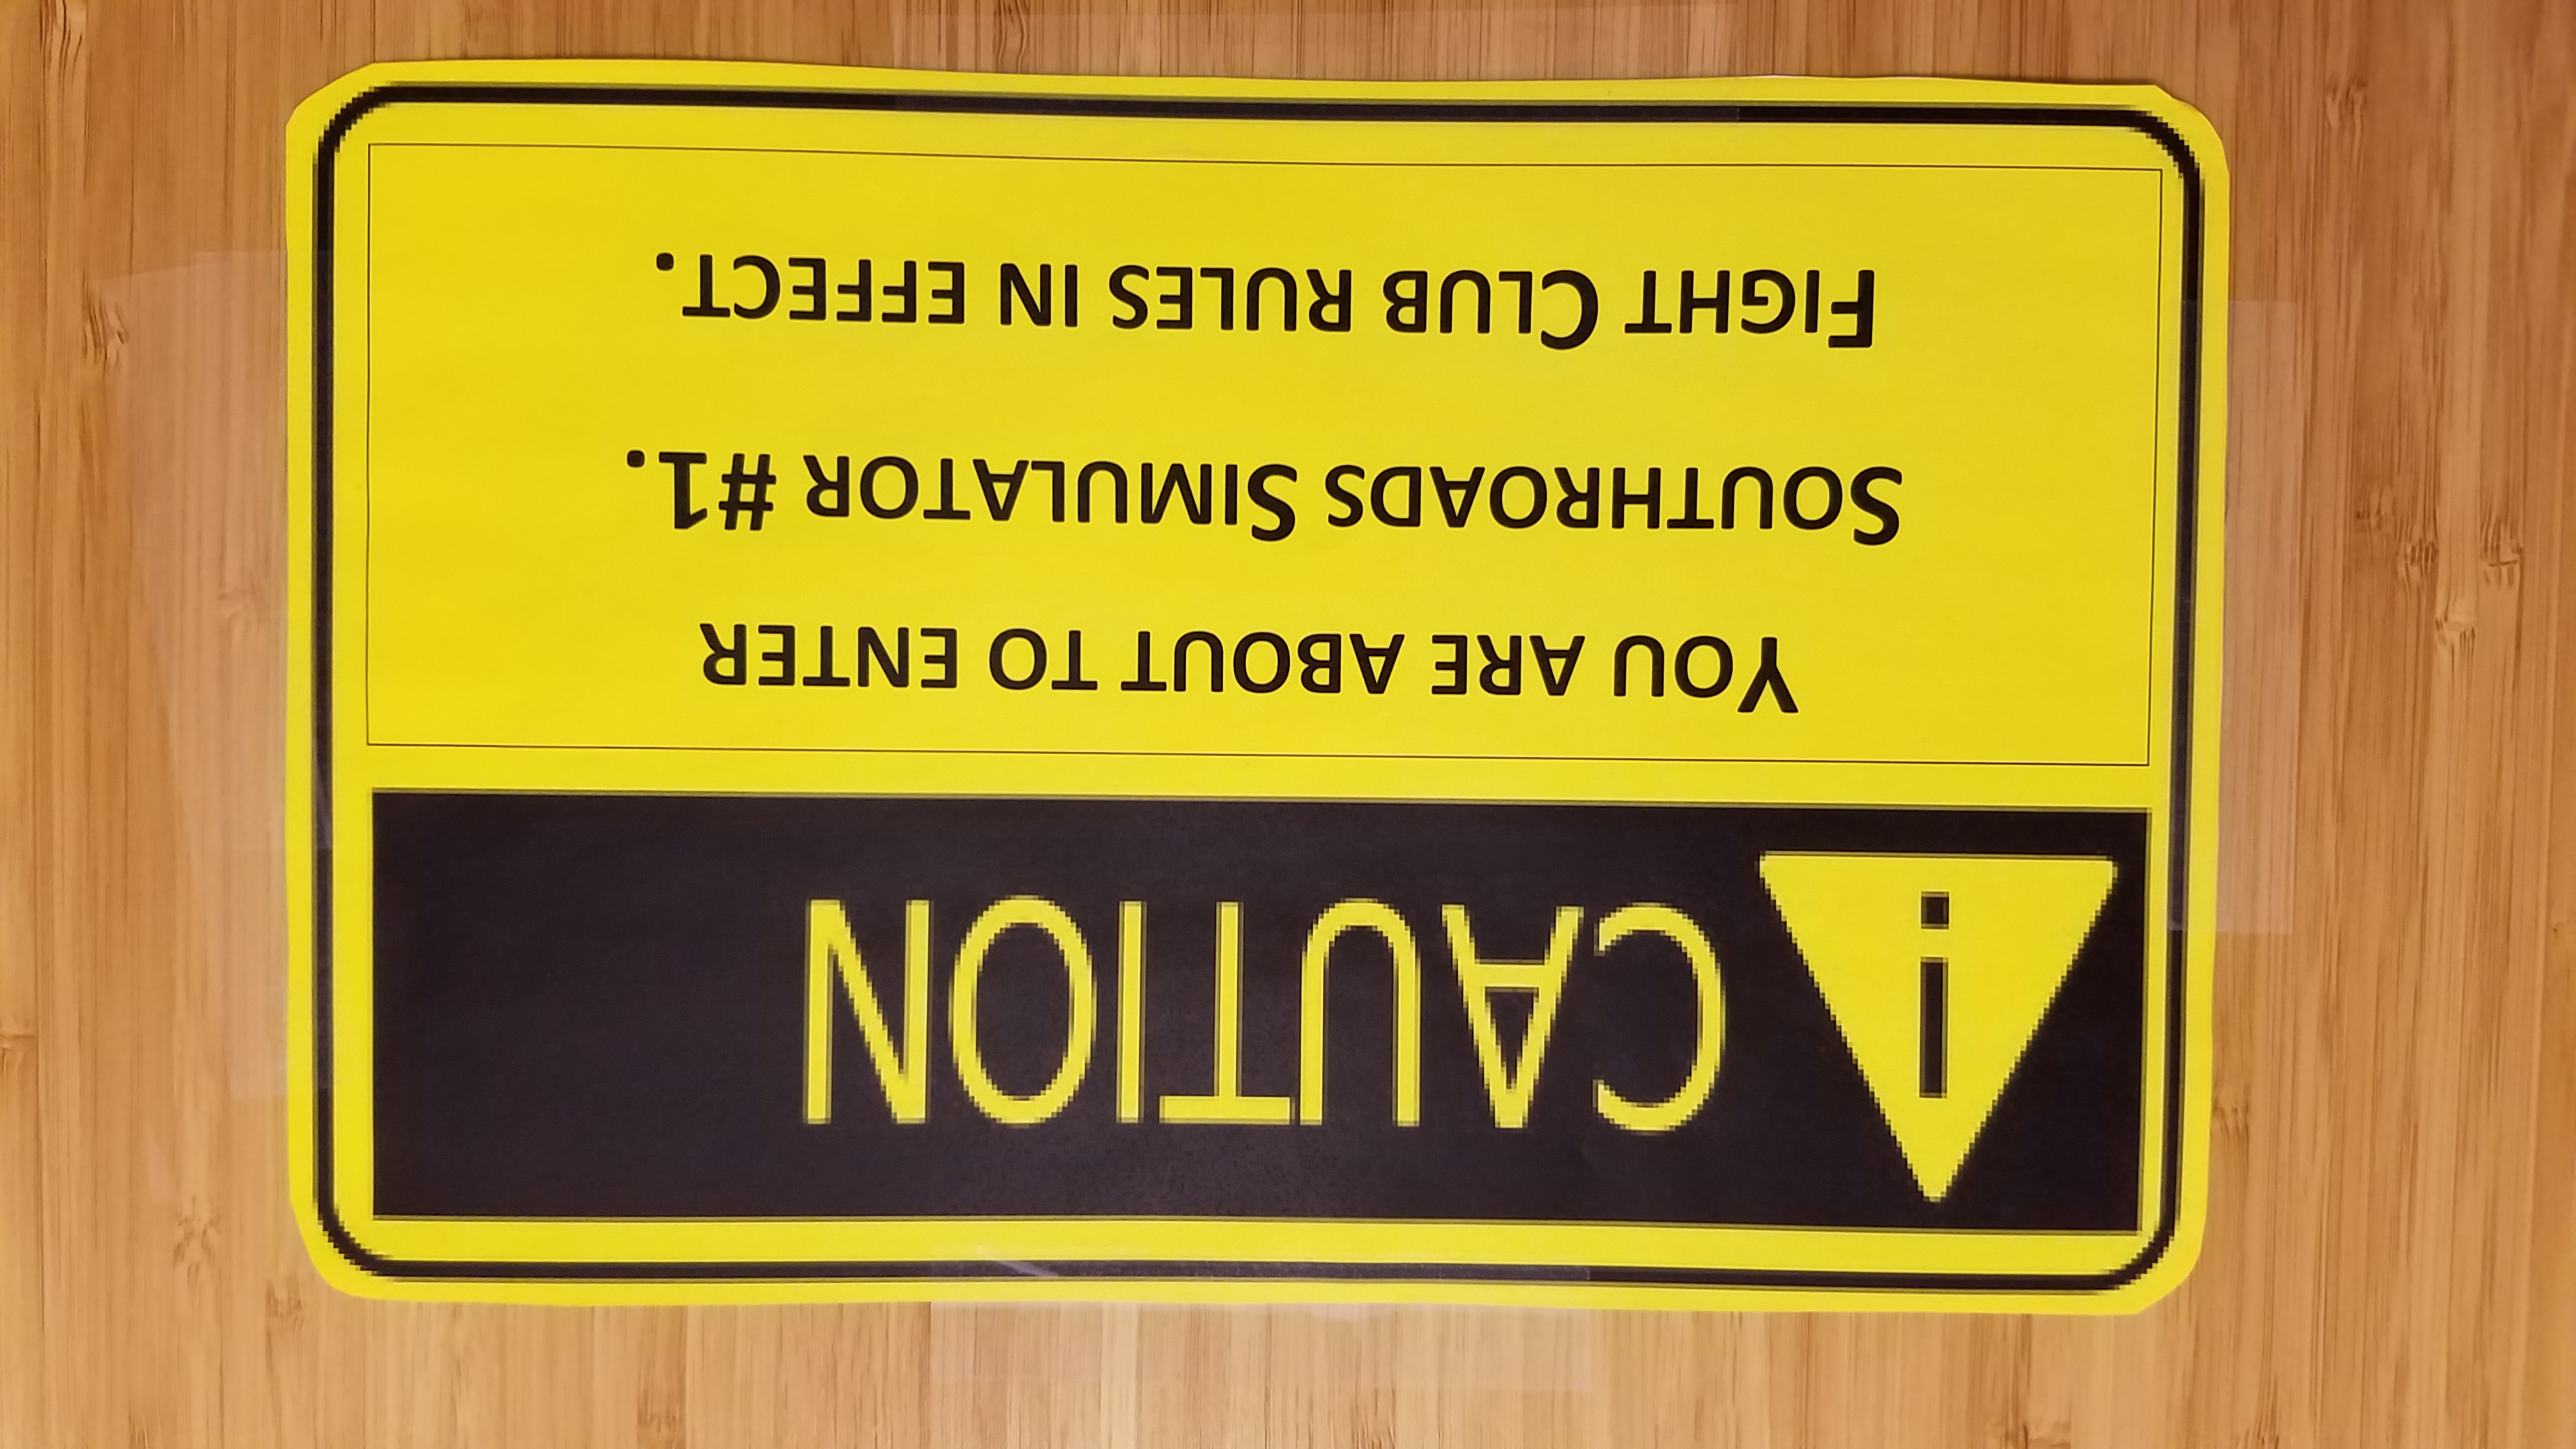 ! CAUTION
YOU ARE ABOUT TO ENTER
SOUTHROADS SIMULATOR #1.
FIGHT CLUB RULES IN EFFECT.